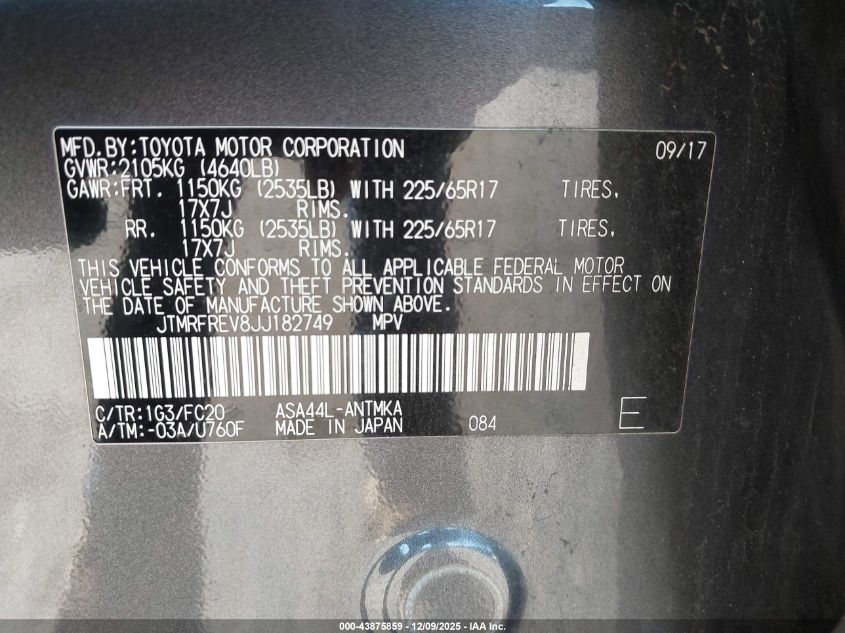 MFD.BY:TOYOTA MOTOR CORPORATION 09/17
GVWR:2105KG (4640LB)
GAWR:FRT. 1150KG (2535LB) WITH 225/65R17 TIRES,
17X7J RIMS.
RR. 1150KG (2535LB) WITH 225/65R17 TIRES,
17X7J RIMS.
THIS VEHICLE CONFORMS TO ALL APPLICABLE FEDERAL MOTOR
VEHICLE SAFETY AND THEFT PREVENTION STANDARDS IN EFFECT ON
THE DATE OF MANUFACTURE SHOWN ABOVE.
JTMRFREV8JJ182749 MPV
C/TR:1G3/FC20 ASA44L-ANTMKA
A/TM:-03A/U760F MADE IN JAPAN 084 E
000-43875859 - 12/09/2025 - IAA Inc.